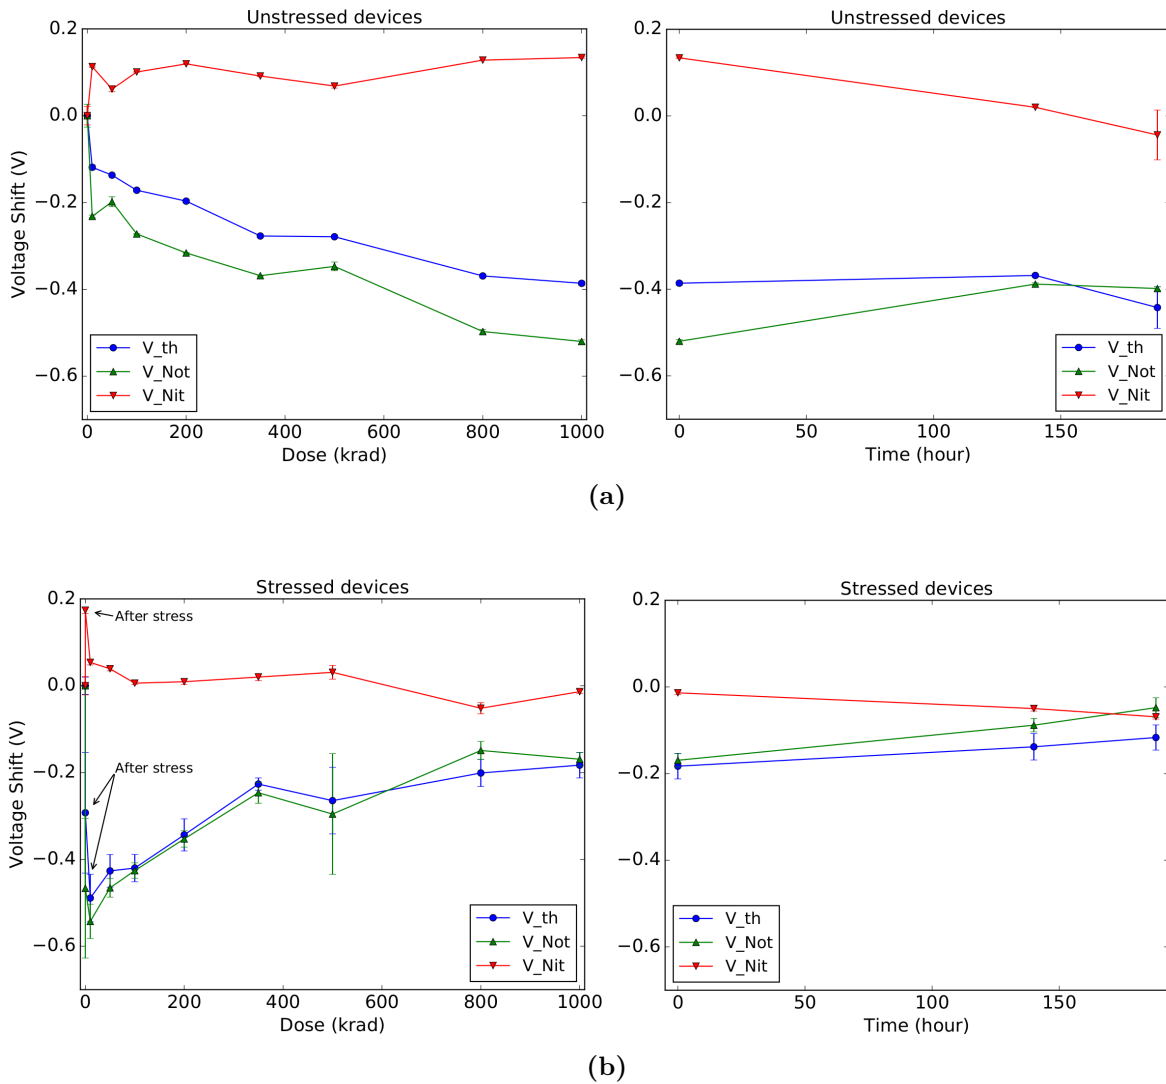 Unstressed devices
Unstressed devices
0.2
0.0
−0.2
−0.4
−0.6
Voltage Shift (V)
V_th
V_Not
V_Nit
0 200 400 600 800 1000
Dose (krad)
0.2
0.0
−0.2
−0.4
−0.6
V_th
V_Not
V_Nit
0 50 100 150
Time (hour)
(a)
Stressed devices
Stressed devices
0.2
0.0
−0.2
−0.4
−0.6
Voltage Shift (V)
After stress
After stress
V_th
V_Not
V_Nit
0 200 400 600 800 1000
Dose (krad)
0.2
0.0
−0.2
−0.4
−0.6
V_th
V_Not
V_Nit
0 50 100 150
Time (hour)
(b)